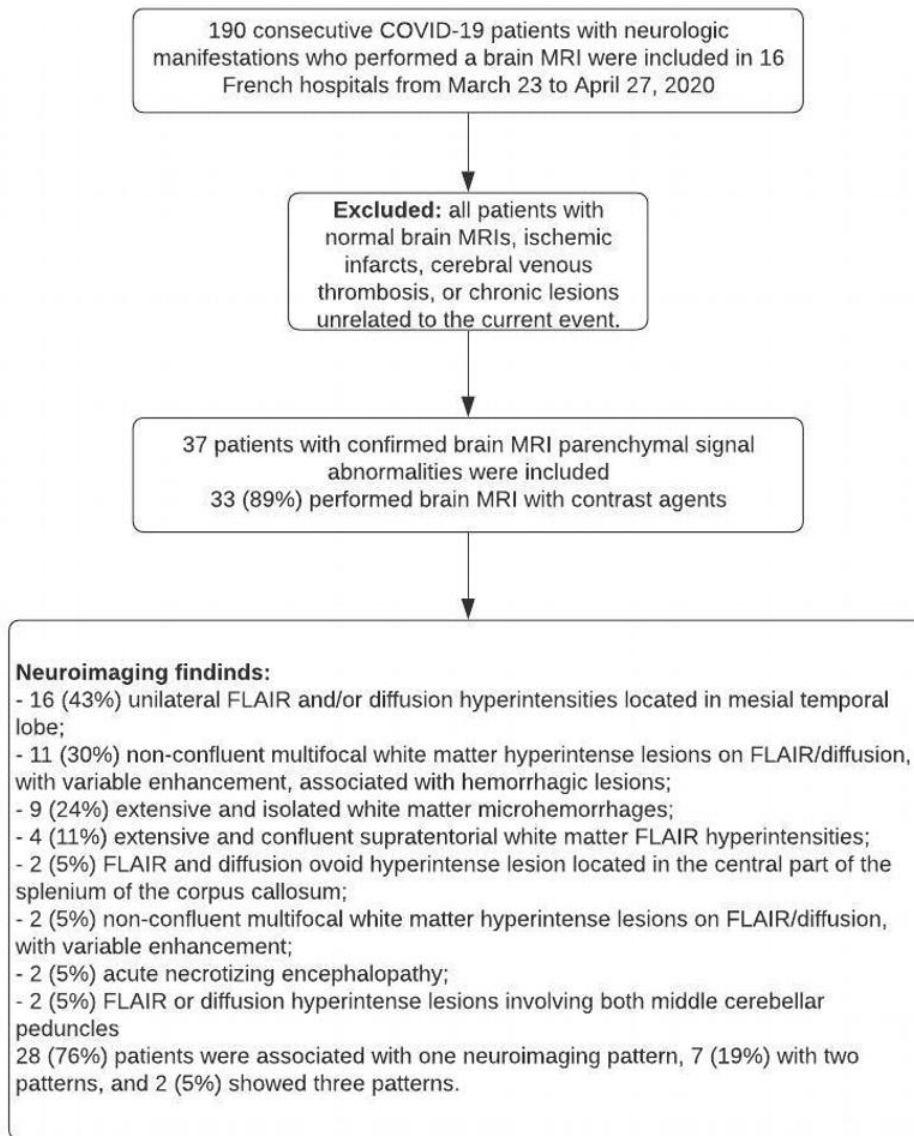 190 consecutive COVID-19 patients with neurologic
manifestations who performed a brain MRI were included in 16
French hospitals from March 23 to April 27, 2020
Excluded: all patients with
normal brain MRIs, ischemic
infarcts, cerebral venous
thrombosis, or chronic lesions
unrelated to the current event.
37 patients with confirmed brain MRI parenchymal signal
abnormalities were included
33 (89%) performed brain MRI with contrast agents
Neuroimaging findinds:
- 16 (43%) unilateral FLAIR and/or diffusion hyperintensities located in mesial temporal
lobe;
- 11 (30%) non-confluent multifocal white matter hyperintense lesions on FLAIR/diffusion,
with variable enhancement, associated with hemorrhagic lesions;
- 9 (24%) extensive and isolated white matter microhemorrhages;
- 4 (11%) extensive and confluent supratentorial white matter FLAIR hyperintensities;
- 2 (5%) FLAIR and diffusion ovoid hyperintense lesion located in the central part of the
splenium of the corpus callosum;
- 2 (5%) non-confluent multifocal white matter hyperintense lesions on FLAIR/diffusion,
with variable enhancement;
- 2 (5%) acute necrotizing encephalopathy;
- 2 (5%) FLAIR or diffusion hyperintense lesions involving both middle cerebellar
peduncles
28 (76%) patients were associated with one neuroimaging pattern, 7 (19%) with two
patterns, and 2 (5%) showed three patterns.